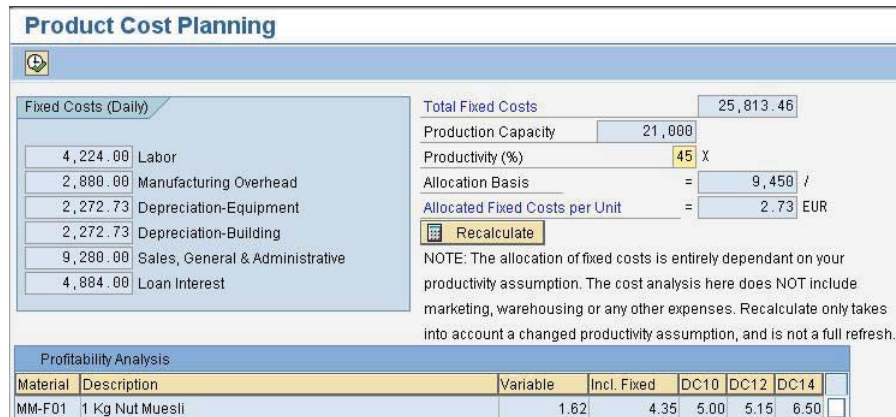 Product Cost Planning
Fixed Costs (Daily)
4,224.00 Labor
2,880.00 Manufacturing Overhead
2,272.73 Depreciation-Equipment
2,272.73 Depreciation-Building
9,280.00 Sales, General & Administrative
4,884.00 Loan Interest
Total Fixed Costs 25,813.46
Production Capacity 21,000
Productivity (%) 45 X
Allocation Basis = 9,450 /
Allocated Fixed Costs per Unit = 2.73 EUR
Recalculate
NOTE: The allocation of fixed costs is entirely dependant on your
productivity assumption. The cost analysis here does NOT include
marketing, warehousing or any other expenses. Recalculate only takes
into account a changed productivity assumption, and is not a full refresh.
Profitability Analysis
Material Description Variable Incl. Fixed DC10 DC12 DC14
MM-F01 1 Kg Nut Muesli 1.62 4.35 5.00 5.15 6.50